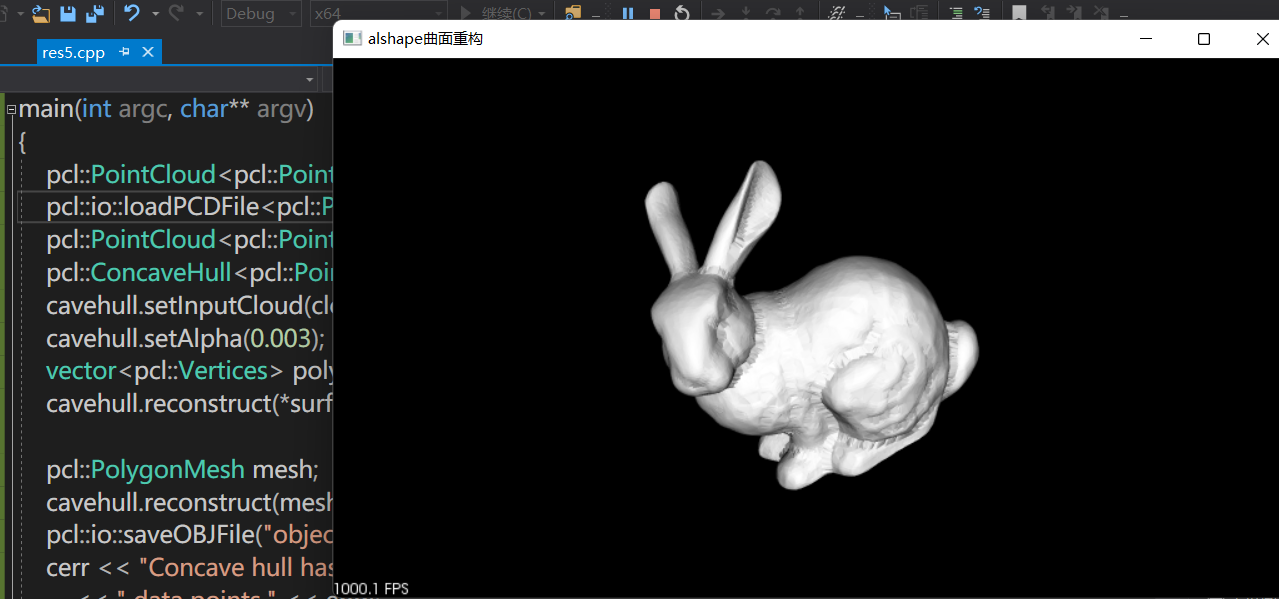 Debug x64 继续(C)
res5.cpp
alshape曲面重构
main(int argc, char** argv)
{
pcl::PointCloud<pcl::Point
pcl::io::loadPCDFile<pcl::P
pcl::PointCloud<pcl::Point
pcl::ConcaveHull<pcl::Poi
cavehull.setInputCloud(clo
cavehull.setAlpha(0.003);
vector<pcl::Vertices> poly
cavehull.reconstruct(*surf
pcl::PolygonMesh mesh;
cavehull.reconstruct(mesh
pcl::io::saveOBJFile("objec
cerr << "Concave hull has
<< " data points." <<
1000.1 FPS